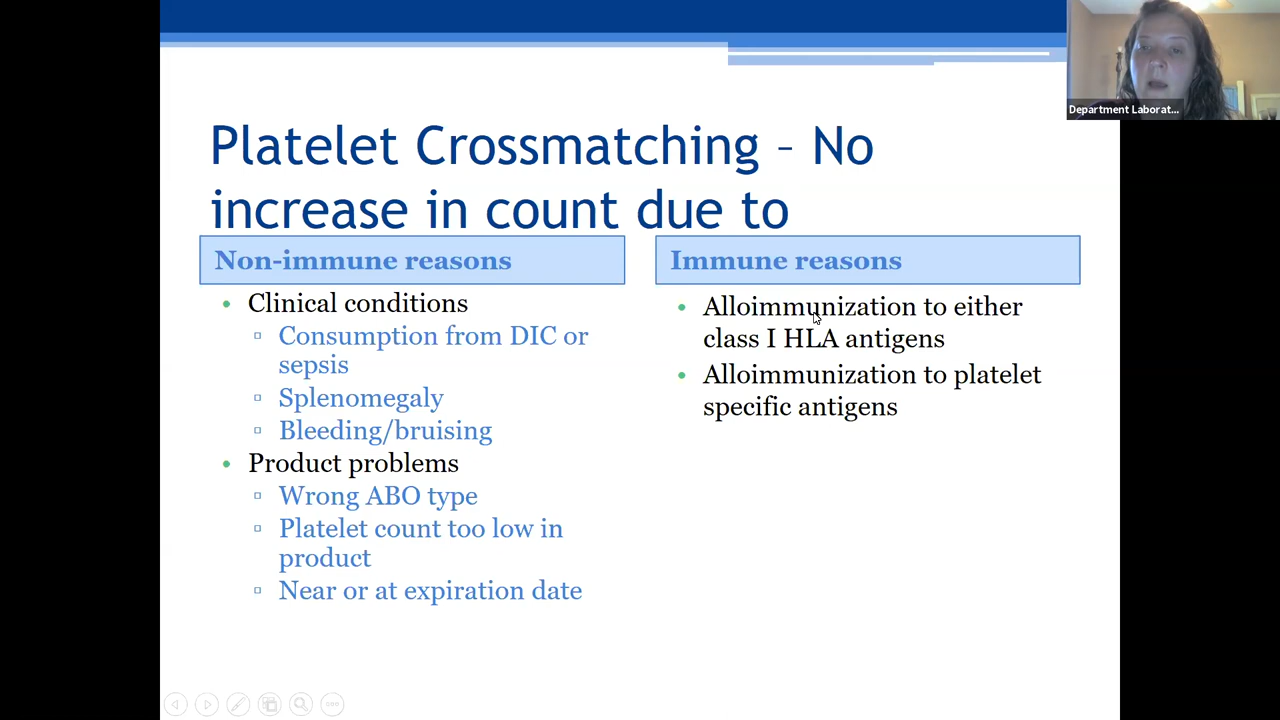 Department Laborat...
Platelet Crossmatching – No
increase in count due to
Non-immune reasons
Clinical conditions
Consumption from DIC or
sepsis
Splenomegaly
Bleeding/bruising
Product problems
Wrong ABO type
Platelet count too low in
product
Near or at expiration date
Immune reasons
Alloimmunization to either
class I HLA antigens
Alloimmunization to platelet
specific antigens